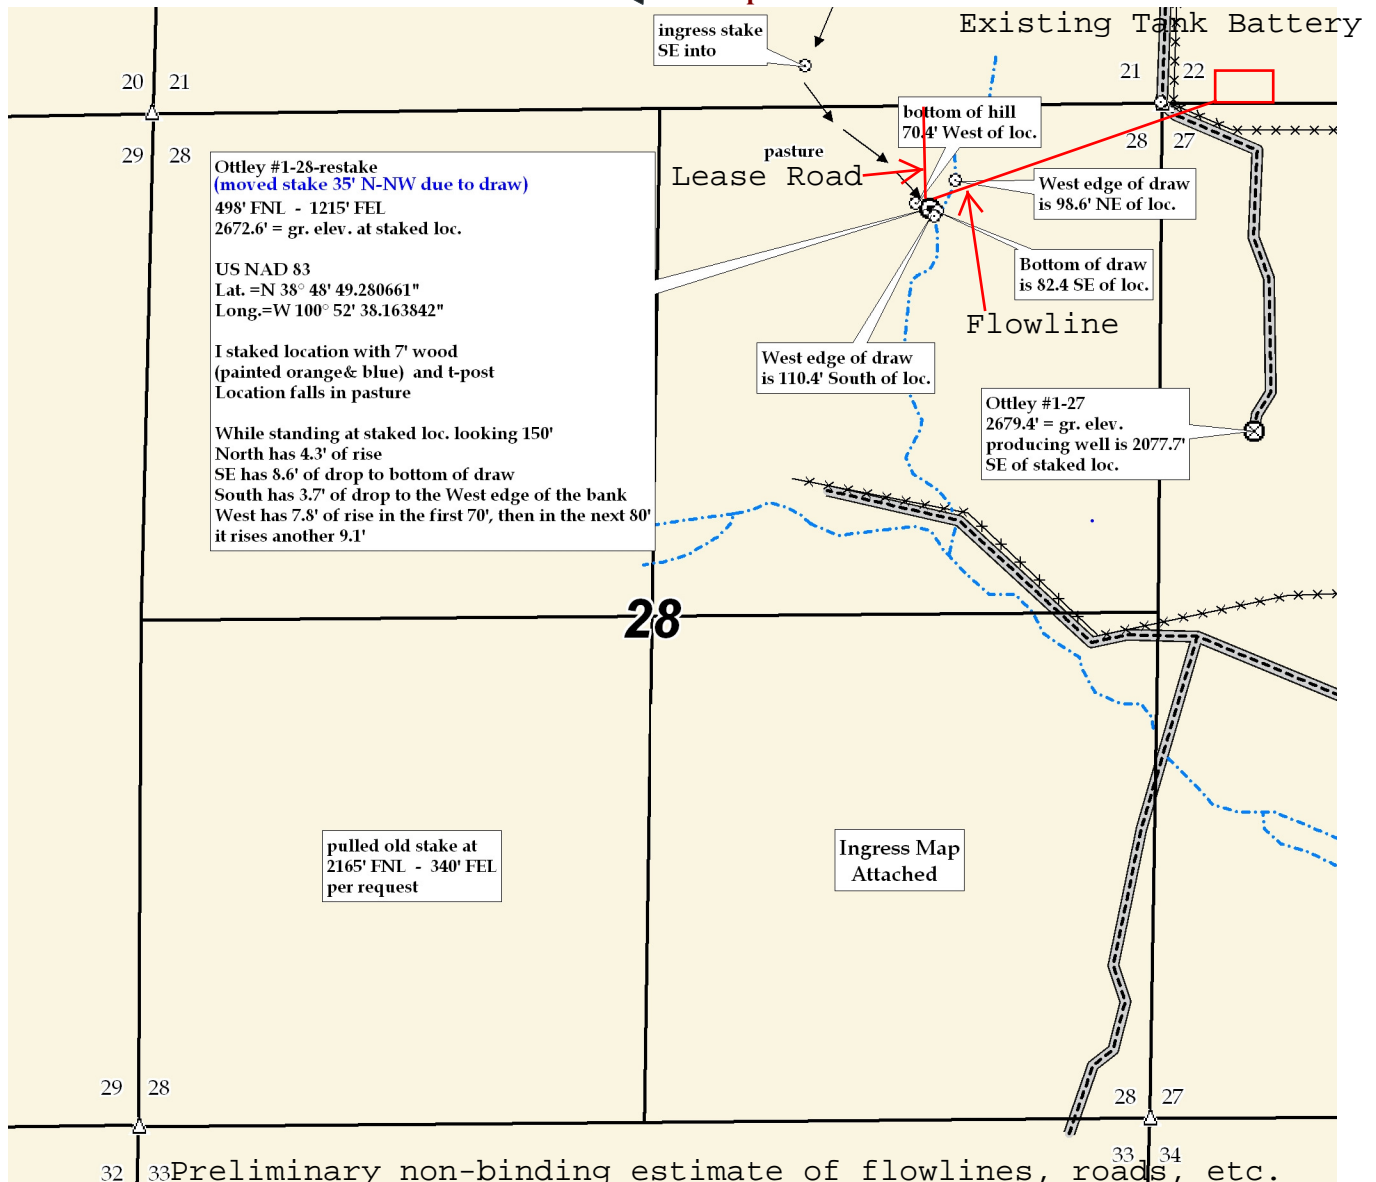 Existing Tank Battery
ingress stake
SE into
20
21
21
22
bottom of hill
70.4' West of loc.
29
28
28
27
pasture
Lease Road
Ottley #1-28-restake
(moved stake 35' N-NW due to draw)
498' FNL - 1215' FEL
2672.6' = gr. elev. at staked loc.
US NAD 83
Lat. =N 38° 48' 49.280661"
Long.=W 100° 52' 38.163842"
I staked location with 7' wood
(painted orange& blue) and t-post
Location falls in pasture
While standing at staked loc. looking 150'
North has 4.3' of rise
SE has 8.6' of drop to bottom of draw
South has 3.7' of drop to the West edge of the bank
West has 7.8' of rise in the first 70', then in the next 80'
it rises another 9.1'
West edge of draw
is 98.6' NE of loc.
Bottom of draw
is 82.4 SE of loc.
Flowline
West edge of draw
is 110.4' South of loc.
Ottley #1-27
2679.4' = gr. elev.
producing well is 2077.7'
SE of staked loc.
28
pulled old stake at
2165' FNL - 340' FEL
per request
Ingress Map
Attached
29
28
28
27
32
33
33
34
Preliminary non-binding estimate of flowlines, roads, etc.